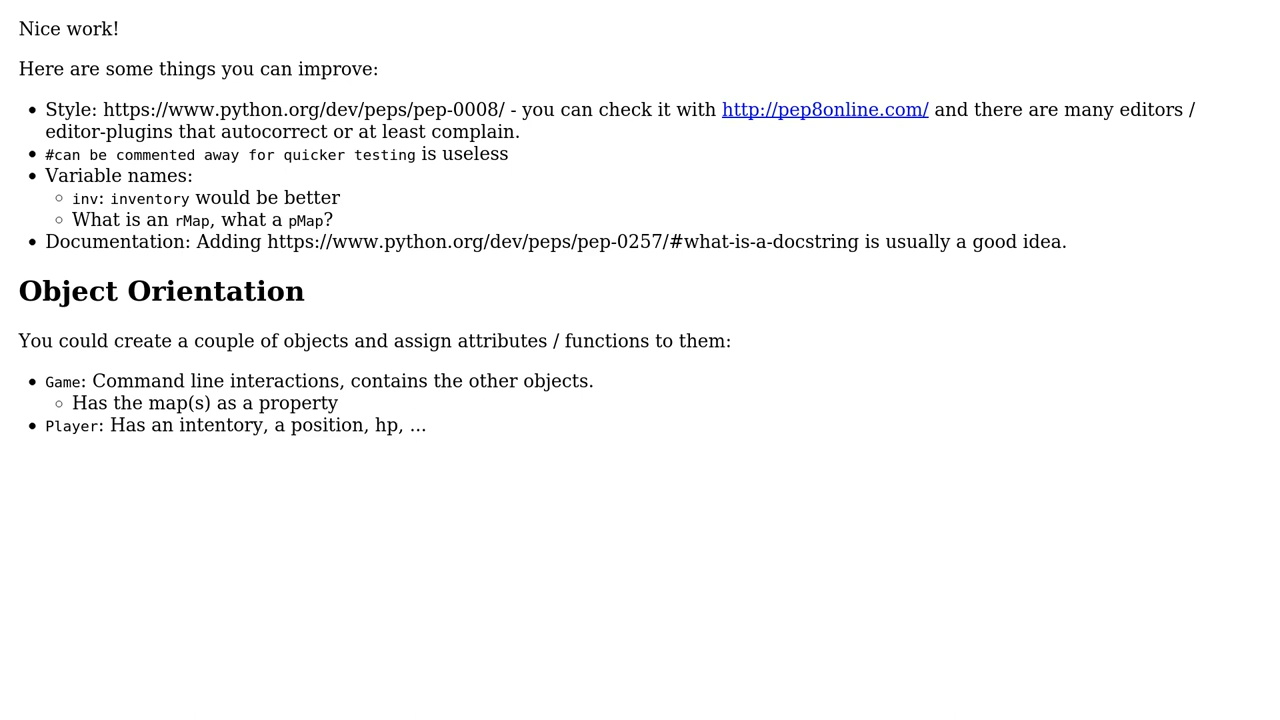 Nice work!
Here are some things you can improve:
Style: https://www.python.org/dev/peps/pep-0008/ - you can check it with http://pep8online.com/ and there are many editors /
editor-plugins that autocorrect or at least complain.
#can be commented away for quicker testing is useless
Variable names:
inv: inventory would be better
What is an rMap, what a pMap?
Documentation: Adding https://www.python.org/dev/peps/pep-0257/#what-is-a-docstring is usually a good idea.
Object Orientation
You could create a couple of objects and assign attributes / functions to them:
Game: Command line interactions, contains the other objects.
Has the map(s) as a property
Player: Has an intentory, a position, hp, ...